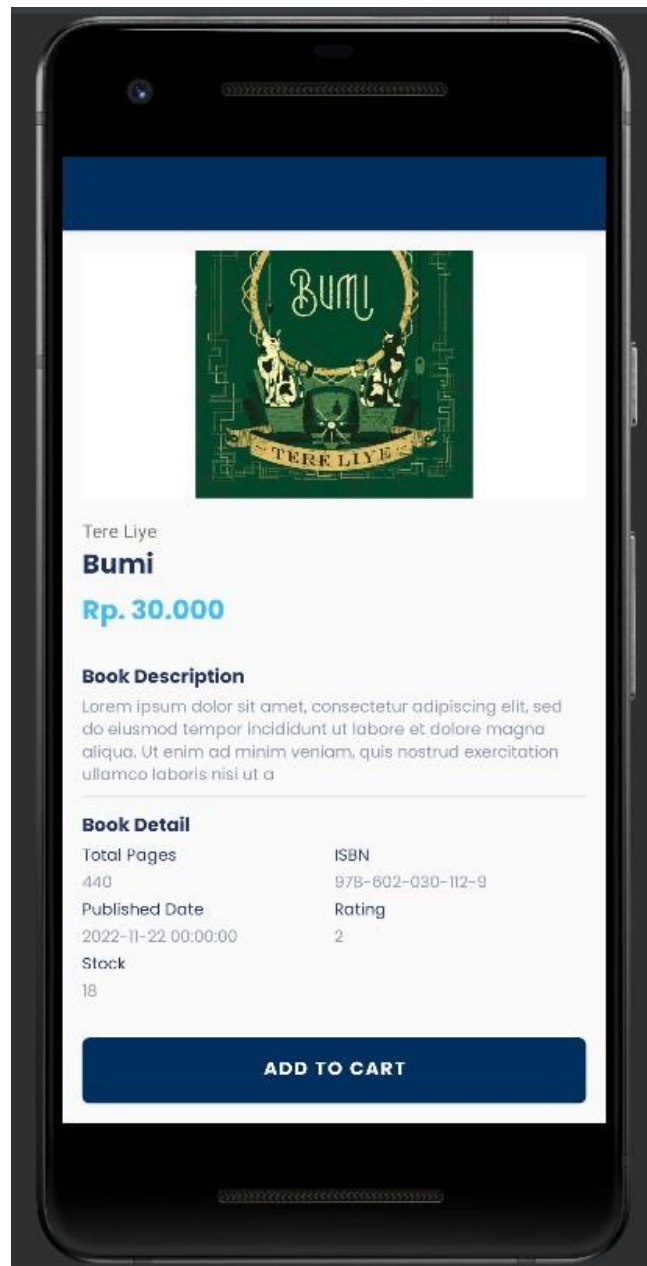 BUMI
TERE LIYE
Tere Liye
Bumi
Rp. 30.000
Book Description
Lorem ipsum dolor sit amet, consectetur adipiscing elit, sed
do eiusmod tempor incididunt ut labore et dolore magna
aliqua. Ut enim ad minim veniam, quis nostrud exercitation
ullamco laboris nisi ut a
Book Detail
Total Pages ISBN
440 978-602-030-112-9
Published Date Rating
2022-11-22 00:00:00 2
Stock
18
ADD TO CART